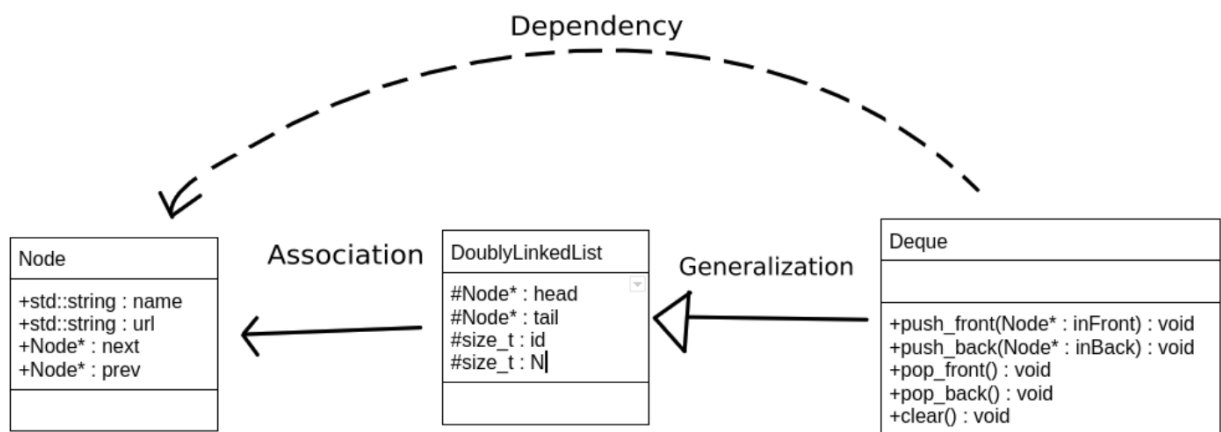 Dependency
Node
+std::string : name
+std::string : url
+Node* : next
+Node* : prev
Association
DoublyLinkedList
#Node* : head
#Node* : tail
#size_t : id
#size_t : N
Generalization
Deque
+push_front(Node* : inFront) : void
+push_back(Node* : inBack) : void
+pop_front() : void
+pop_back() : void
+clear() : void